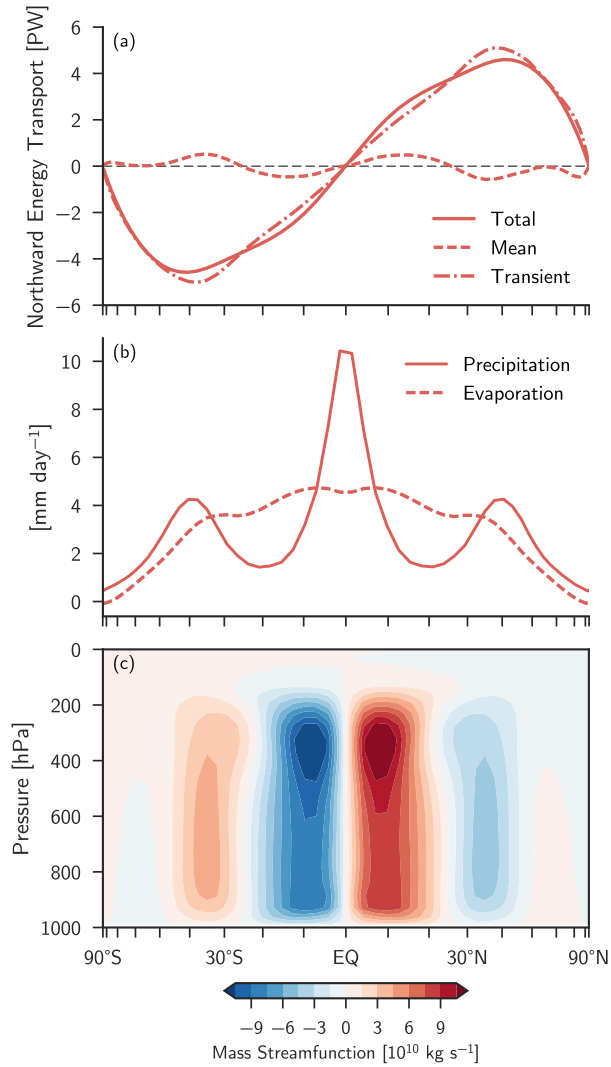 (a)
Northward Energy Transport [PW]
6
4
2
0
−2
−4
−6
Total
Mean
Transient
(b)
[mm day⁻¹]
10
8
6
4
2
0
Precipitation
Evaporation
(c)
Pressure [hPa]
0
200
400
600
800
1000
90°S 30°S EQ 30°N 90°N
−9 −6 −3 0 3 6 9
Mass Streamfunction [10¹⁰ kg s⁻¹]